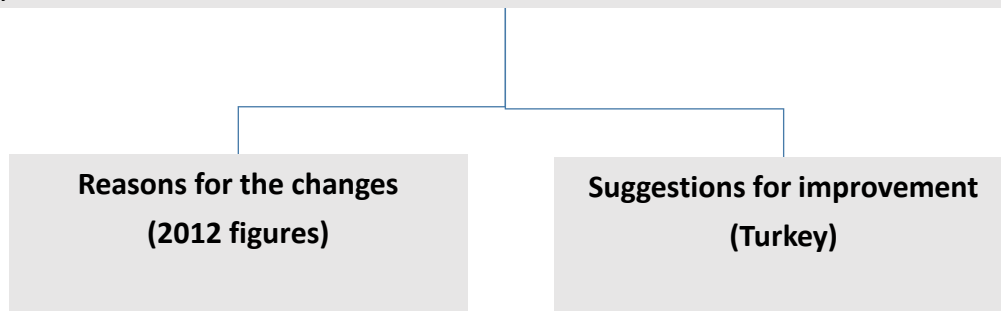 Reasons for the changes
(2012 figures)
Suggestions for improvement
(Turkey)